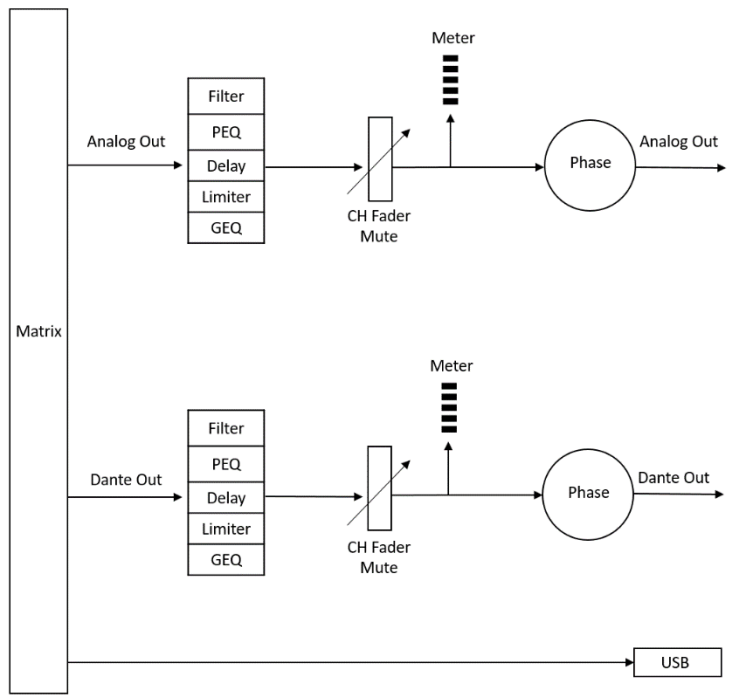 Matrix
Analog Out
Filter
PEQ
Delay
Limiter
GEQ
CH Fader
Mute
Meter
Phase
Analog Out
Dante Out
Filter
PEQ
Delay
Limiter
GEQ
CH Fader
Mute
Meter
Phase
Dante Out
USB